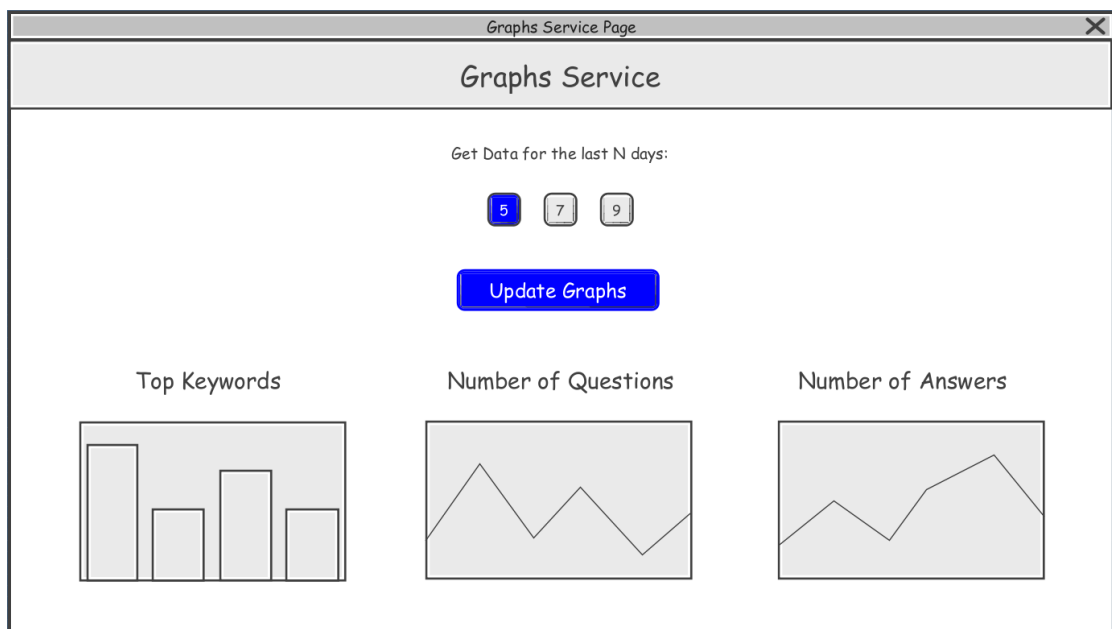 Graphs Service Page
Graphs Service
Get Data for the last N days:
5 7 9
Update Graphs
Top Keywords Number of Questions Number of Answers